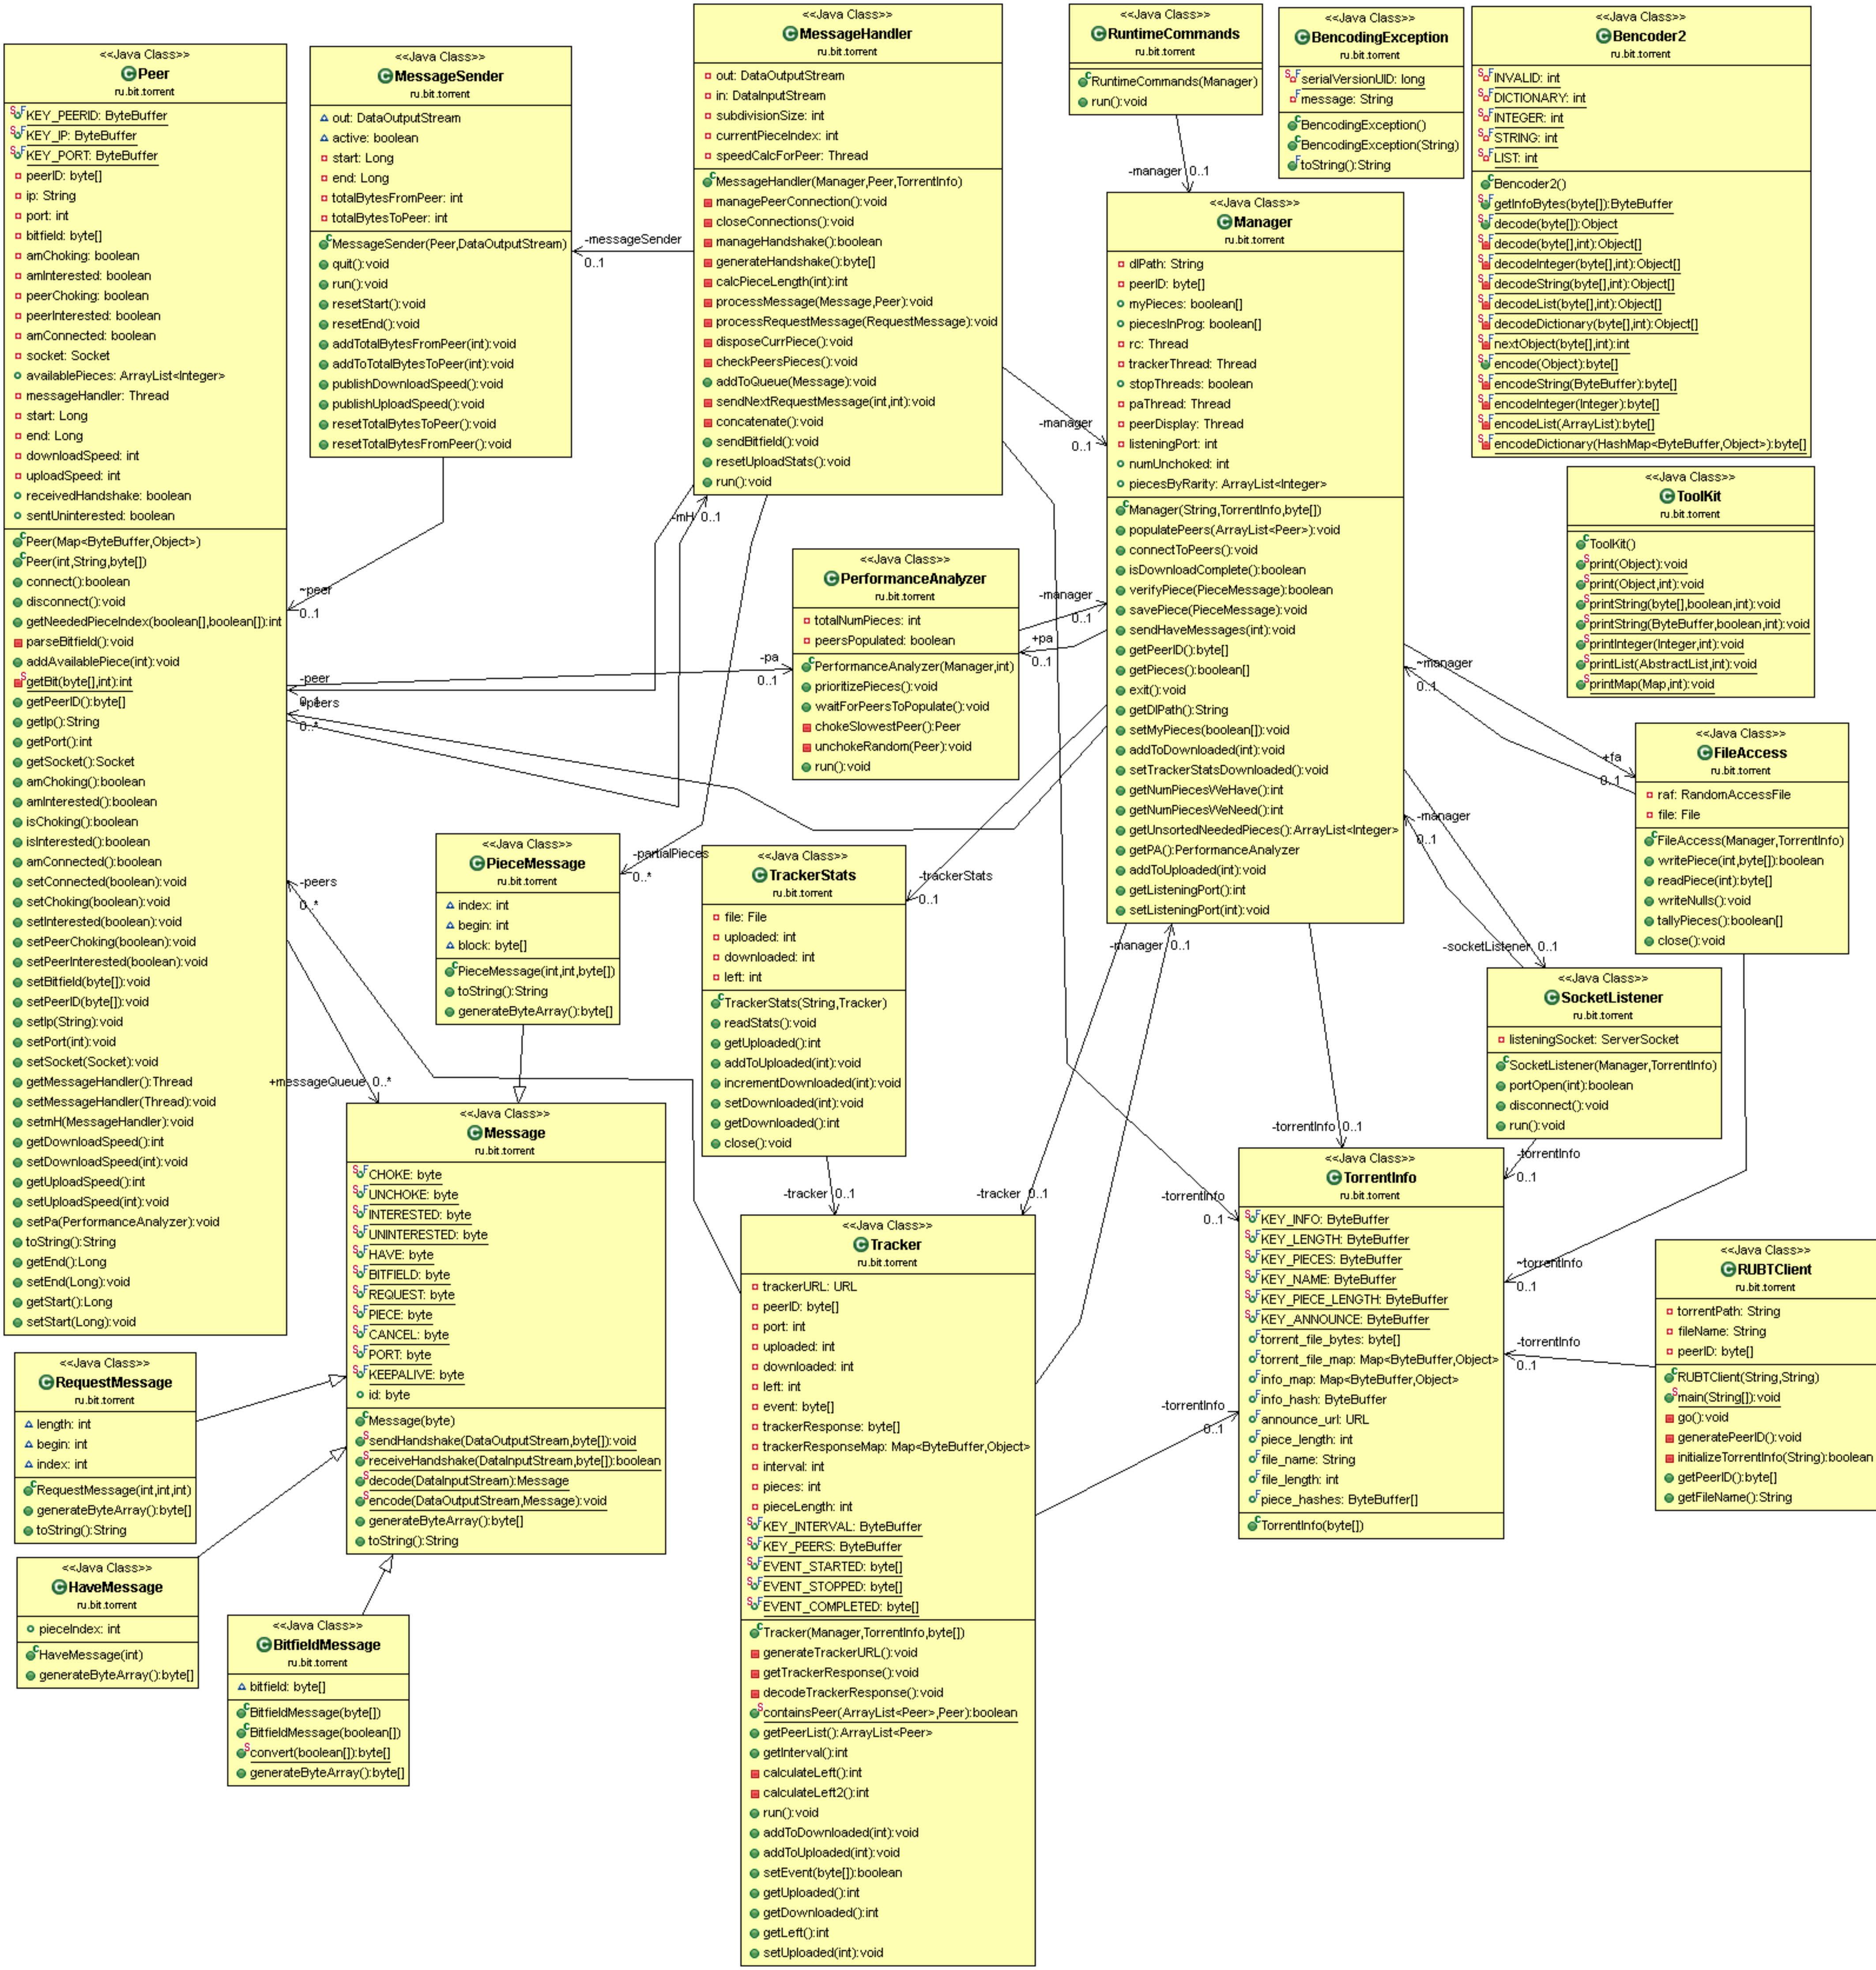 <<Java Class>>
Peer
ru.bit.torrent
KEY_PEERID: ByteBuffer
KEY_IP: ByteBuffer
KEY_PORT: ByteBuffer
peerID: byte[]
ip: String
port: int
bitfield: byte[]
amChoking: boolean
amInterested: boolean
peerChoking: boolean
peerInterested: boolean
amConnected: boolean
socket: Socket
availablePieces: ArrayList<Integer>
messageHandler: Thread
start: Long
end: Long
downloadSpeed: int
uploadSpeed: int
receivedHandshake: boolean
sentUninterested: boolean
Peer(Map<ByteBuffer,Object>)
Peer(int,String,byte[])
connect():boolean
disconnect():void
getNeededPieceIndex(boolean[],boolean[]):int
parseBitfield():void
addAvailablePiece(int):void
getBit(byte[],int):int
getPeerID():byte[]
getIp():String
getPort():int
getSocket():Socket
amChoking():boolean
amInterested():boolean
isChoking():boolean
isInterested():boolean
amConnected():boolean
setConnected(boolean):void
setChoking(boolean):void
setInterested(boolean):void
setPeerChoking(boolean):void
setPeerInterested(boolean):void
setBitfield(byte[]):void
setPeerID(byte[]):void
setIp(String):void
setPort(int):void
setSocket(Socket):void
getMessageHandler():Thread
setMessageHandler(Thread):void
setmH(MessageHandler):void
getDownloadSpeed():int
setDownloadSpeed(int):void
getUploadSpeed():int
setUploadSpeed(int):void
setPa(PerformanceAnalyzer):void
toString():String
getEnd():Long
setEnd(Long):void
getStart():Long
setStart(Long):void
<<Java Class>>
MessageSender
ru.bit.torrent
out: DataOutputStream
active: boolean
start: Long
end: Long
totalBytesFromPeer: int
totalBytesToPeer: int
MessageSender(Peer,DataOutputStream)
quit():void
run():void
resetStart():void
resetEnd():void
addTotalBytesFromPeer(int):void
addToTotalBytesToPeer(int):void
publishDownloadSpeed():void
publishUploadSpeed():void
resetTotalBytesToPeer():void
resetTotalBytesFromPeer():void
<<Java Class>>
MessageHandler
ru.bit.torrent
out: DataOutputStream
in: DataInputStream
subdivisionSize: int
currentPieceIndex: int
speedCalcForPeer: Thread
MessageHandler(Manager,Peer,TorrentInfo)
managePeerConnection():void
closeConnections():void
manageHandshake():boolean
generateHandshake():byte[]
calcPieceLength(int):int
processMessage(Message,Peer):void
processRequestMessage(RequestMessage):void
disposeCurrPiece():void
checkPeersPieces():void
addToQueue(Message):void
sendNextRequestMessage(int,int):void
concatenate():void
sendBitfield():void
resetUploadStats():void
run():void
<<Java Class>>
RuntimeCommands
ru.bit.torrent
RuntimeCommands(Manager)
run():void
<<Java Class>>
BencodingException
ru.bit.torrent
serialVersionUID: long
message: String
BencodingException()
BencodingException(String)
toString():String
<<Java Class>>
Bencoder2
ru.bit.torrent
INVALID: int
DICTIONARY: int
INTEGER: int
STRING: int
LIST: int
Bencoder2()
getInfoBytes(byte[]):ByteBuffer
decode(byte[]):Object
decode(byte[],int):Object[]
decodeInteger(byte[],int):Object[]
decodeString(byte[],int):Object[]
decodeList(byte[],int):Object[]
decodeDictionary(byte[],int):Object[]
nextObject(byte[],int):int
encode(Object):byte[]
encodeString(ByteBuffer):byte[]
encodeInteger(Integer):byte[]
encodeList(ArrayList):byte[]
encodeDictionary(HashMap<ByteBuffer,Object>):byte[]
-manager 0..1
-messageSender
0..1
<<Java Class>>
Manager
ru.bit.torrent
dlPath: String
peerID: byte[]
myPieces: boolean[]
piecesInProg: boolean[]
rc: Thread
trackerThread: Thread
stopThreads: boolean
paThread: Thread
peerDisplay: Thread
listeningPort: int
numUnchoked: int
piecesByRarity: ArrayList<Integer>
Manager(String,TorrentInfo,byte[])
populatePeers(ArrayList<Peer>):void
connectToPeers():void
isDownloadComplete():boolean
verifyPiece(PieceMessage):boolean
savePiece(PieceMessage):void
sendHaveMessages(int):void
getPeerID():byte[]
getPieces():boolean[]
exit():void
getDlPath():String
setMyPieces(boolean[]):void
addToDownloaded(int):void
setTrackerStatsDownloaded():void
getNumPiecesWeHave():int
getNumPiecesWeNeed():int
getUnsortedNeededPieces():ArrayList<Integer>
getPA():PerformanceAnalyzer
addToUploaded(int):void
getListeningPort():int
setListeningPort(int):void
-manager
0..1
-mH 0..1
<<Java Class>>
ToolKit
ru.bit.torrent
ToolKit()
print(Object):void
print(Object,int):void
printString(byte[],boolean,int):void
printString(ByteBuffer,boolean,int):void
printInteger(Integer,int):void
printList(AbstractList,int):void
printMap(Map,int):void
<<Java Class>>
PerformanceAnalyzer
ru.bit.torrent
totalNumPieces: int
peersPopulated: boolean
PerformanceAnalyzer(Manager,int)
prioritizePieces():void
waitForPeersToPopulate():void
chokeSlowestPeer():Peer
unchokeRandom(Peer):void
run():void
~peer
0..1
-manager
0..1
+pa
0..1
-pa
0..1
-peer
0..1
+peers
0..*
~manager
0..1
+fa
0..1
<<Java Class>>
FileAccess
ru.bit.torrent
raf: RandomAccessFile
file: File
FileAccess(Manager,TorrentInfo)
writePiece(int,byte[]):boolean
readPiece(int):byte[]
writeNulls():void
tallyPieces():boolean[]
close():void
-manager
0..1
<<Java Class>>
PieceMessage
ru.bit.torrent
index: int
begin: int
block: byte[]
PieceMessage(int,int,byte[])
toString():String
generateByteArray():byte[]
-partialPieces
0..*
<<Java Class>>
TrackerStats
ru.bit.torrent
file: File
uploaded: int
downloaded: int
left: int
TrackerStats(String,Tracker)
readStats():void
getUploaded():int
addToUploaded(int):void
incrementDownloaded(int):void
setDownloaded(int):void
getDownloaded():int
close():void
-trackerStats
0..1
-peers
0..*
-manager 0..1
-socketListener 0..1
<<Java Class>>
SocketListener
ru.bit.torrent
listeningSocket: ServerSocket
SocketListener(Manager,TorrentInfo)
portOpen(int):boolean
disconnect():void
run():void
+messageQueue 0..*
<<Java Class>>
Message
ru.bit.torrent
CHOKE: byte
UNCHOKE: byte
INTERESTED: byte
UNINTERESTED: byte
HAVE: byte
BITFIELD: byte
REQUEST: byte
PIECE: byte
CANCEL: byte
PORT: byte
KEEPALIVE: byte
id: byte
Message(byte)
sendHandshake(DataOutputStream,byte[]):void
receiveHandshake(DataInputStream,byte[]):boolean
decode(DataInputStream):Message
encode(DataOutputStream,Message):void
generateByteArray():byte[]
toString():String
-torrentInfo 0..1
-torrentInfo
0..1
-tracker 0..1
-tracker 0..1
-torrentInfo
0..1
<<Java Class>>
TorrentInfo
ru.bit.torrent
KEY_INFO: ByteBuffer
KEY_LENGTH: ByteBuffer
KEY_PIECES: ByteBuffer
KEY_NAME: ByteBuffer
KEY_PIECE_LENGTH: ByteBuffer
KEY_ANNOUNCE: ByteBuffer
torrent_file_bytes: byte[]
torrent_file_map: Map<ByteBuffer,Object>
info_map: Map<ByteBuffer,Object>
info_hash: ByteBuffer
announce_url: URL
piece_length: int
file_name: String
file_length: int
piece_hashes: ByteBuffer[]
TorrentInfo(byte[])
~torrentInfo
0..1
-torrentInfo
0..1
<<Java Class>>
RUBTClient
ru.bit.torrent
torrentPath: String
fileName: String
peerID: byte[]
RUBTClient(String,String)
main(String[]):void
go():void
generatePeerID():void
initializeTorrentInfo(String):boolean
getPeerID():byte[]
getFileName():String
<<Java Class>>
Tracker
ru.bit.torrent
trackerURL: URL
peerID: byte[]
port: int
uploaded: int
downloaded: int
left: int
event: byte[]
trackerResponse: byte[]
trackerResponseMap: Map<ByteBuffer,Object>
interval: int
pieces: int
pieceLength: int
KEY_INTERVAL: ByteBuffer
KEY_PEERS: ByteBuffer
EVENT_STARTED: byte[]
EVENT_STOPPED: byte[]
EVENT_COMPLETED: byte[]
Tracker(Manager,TorrentInfo,byte[])
generateTrackerURL():void
getTrackerResponse():void
decodeTrackerResponse():void
containsPeer(ArrayList<Peer>,Peer):boolean
getPeerList():ArrayList<Peer>
getInterval():int
calculateLeft():int
calculateLeft2():int
run():void
addToDownloaded(int):void
addToUploaded(int):void
setEvent(byte[]):boolean
getUploaded():int
getDownloaded():int
getLeft():int
setUploaded(int):void
-torrentInfo
0..1
<<Java Class>>
RequestMessage
ru.bit.torrent
length: int
begin: int
index: int
RequestMessage(int,int,int)
generateByteArray():byte[]
toString():String
<<Java Class>>
HaveMessage
ru.bit.torrent
pieceIndex: int
HaveMessage(int)
generateByteArray():byte[]
<<Java Class>>
BitfieldMessage
ru.bit.torrent
bitfield: byte[]
BitfieldMessage(byte[])
BitfieldMessage(boolean[])
convert(boolean[]):byte[]
generateByteArray():byte[]